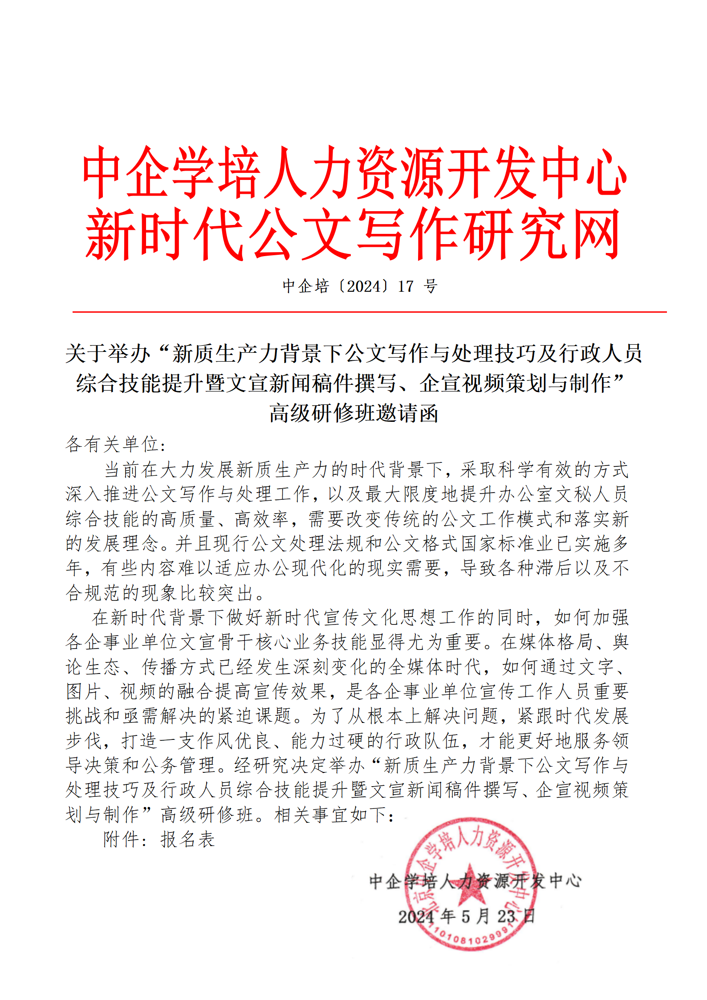 中企学培人力资源开发中心
新时代公文写作研究网
中企培〔2024〕17 号
关于举办“新质生产力背景下公文写作与处理技巧及行政人员
综合技能提升暨文宣新闻稿件撰写、企宣视频策划与制作”
高级研修班邀请函
各有关单位:
当前在大力发展新质生产力的时代背景下，采取科学有效的方式
深入推进公文写作与处理工作，以及最大限度地提升办公室文秘人员
综合技能的高质量、高效率，需要改变传统的公文工作模式和落实新
的发展理念。并且现行公文处理法规和公文格式国家标准业已实施多
年，有些内容难以适应办公现代化的现实需要，导致各种滞后以及不
合规范的现象比较突出。
在新时代背景下做好新时代宣传文化思想工作的同时，如何加强
各企事业单位文宣骨干核心业务技能显得尤为重要。在媒体格局、舆
论生态、传播方式已经发生深刻变化的全媒体时代，如何通过文字、
图片、视频的融合提高宣传效果，是各企事业单位宣传工作人员重要
挑战和亟需解决的紧迫课题。为了从根本上解决问题，紧跟时代发展
步伐，打造一支作风优良、能力过硬的行政队伍，才能更好地服务领
导决策和公务管理。经研究决定举办“新质生产力背景下公文写作与
处理技巧及行政人员综合技能提升暨文宣新闻稿件撰写、企宣视频策
划与制作”高级研修班。相关事宜如下：
附件：报名表
北京中企学培人力资源开发中心
中企学培人力资源开发中心
2024 年 5 月 23 日
1101081029991